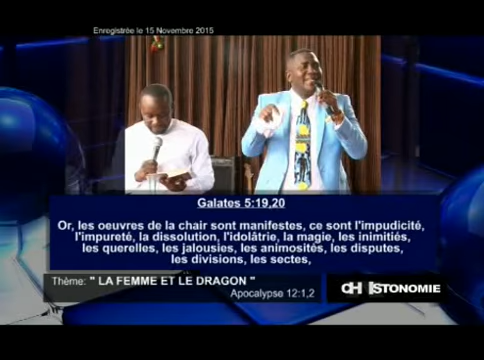 Enregistrée le 15 Novembre 2015
Galates 5:19,20
Or, les oeuvres de la chair sont manifestes, ce sont l'impudicité,
l'impureté, la dissolution, l'idolâtrie, la magie, les inimitiés,
les querelles, les jalousies, les animosités, les disputes,
les divisions, les sectes,
Thème: " LA FEMME ET LE DRAGON "
Apocalypse 12:1,2
STONOMIE